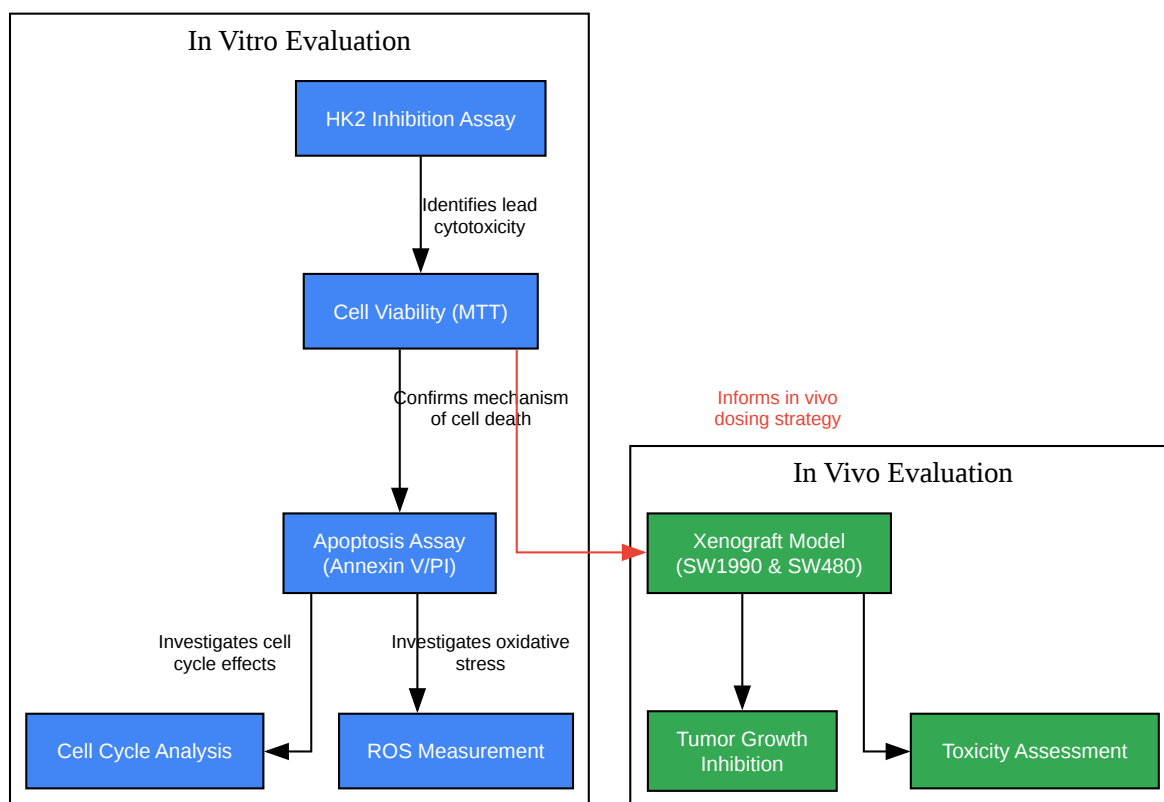 In Vitro Evaluation
HK2 Inhibition Assay
Identifies lead
cytotoxicity
Cell Viability (MTT)
Confirms mechanism
of cell death
Informs in vivo
dosing strategy
In Vivo Evaluation
Apoptosis Assay
(Annexin V/PI)
Xenograft Model
(SW1990 & SW480)
Investigates cell
cycle effects
Investigates oxidative
stress
Cell Cycle Analysis
ROS Measurement
Tumor Growth
Inhibition
Toxicity Assessment